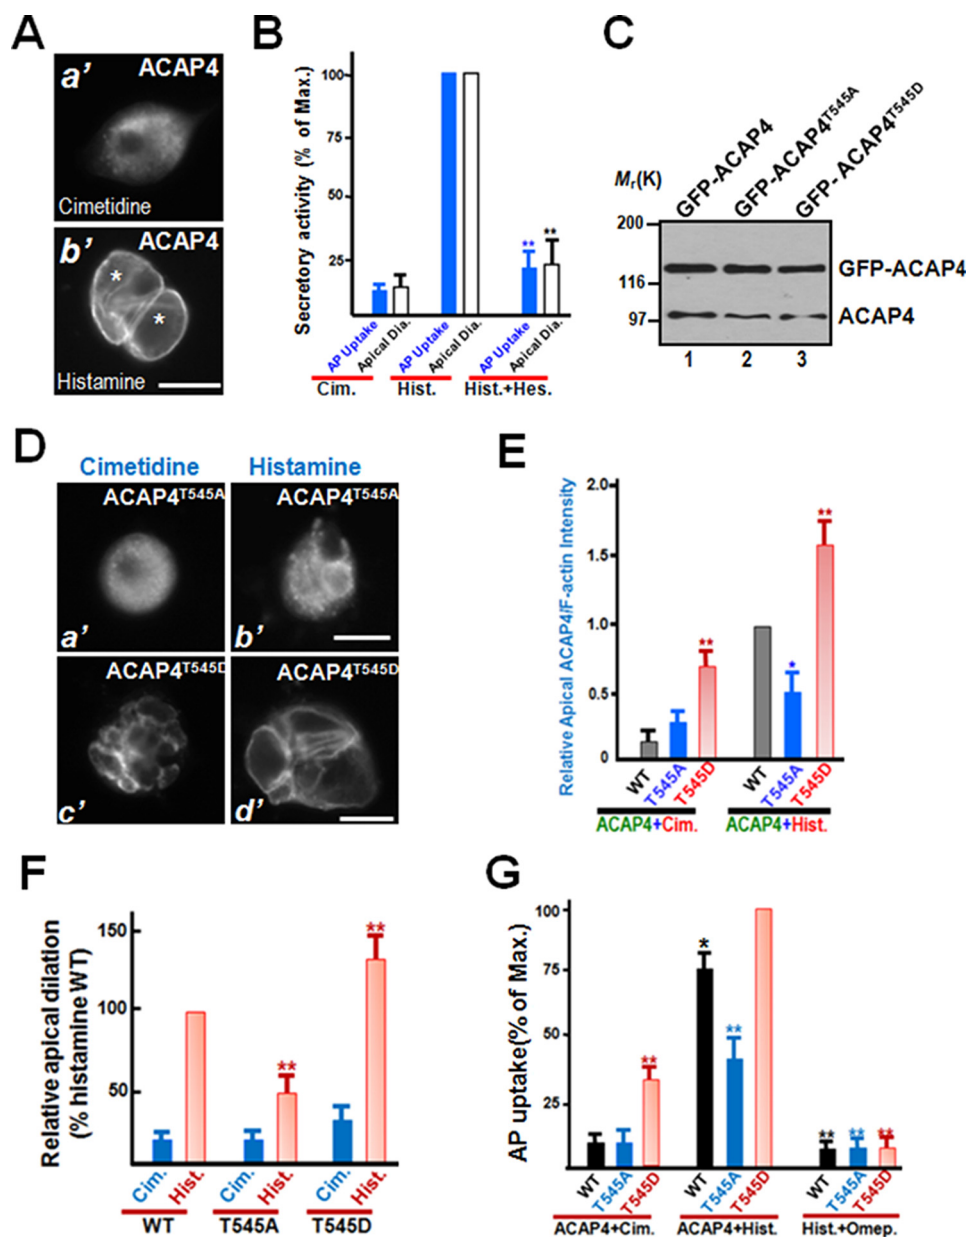 A
a' ACAP4
Cimetidine
b' ACAP4
* *
Histamine
B
Secretory activity (% of Max.)
100
75
50
25
** **
AP Uptake Apical Dia. AP Uptake Apical Dia. AP Uptake Apical Dia.
Cim. Hist. Hist.+Hes.
C
Mr(K) GFP-ACAP4 GFP-ACAP4T545A GFP- ACAP4T545D
200
GFP-ACAP4
116
97 ACAP4
1 2 3
D
Cimetidine Histamine
ACAP4T545A ACAP4T545A
a' b'
ACAP4T545D ACAP4T545D
c' d'
E
Relative Apical ACAP4/F-actin Intensity
2.0
1.5
1.0
0.5
0
** * **
WT T545A T545D WT T545A T545D
ACAP4+Cim. ACAP4+Hist.
F
Relative apical dilation
(% histamine WT)
150
100
50
** **
Cim. Hist. Cim. Hist. Cim. Hist.
WT T545A T545D
G
AP uptake(% of Max.)
100
75
50
25
** * ** ** ** **
WT T545A T545D WT T545A T545D WT T545A T545D
ACAP4+Cim. ACAP4+Hist. Hist.+Omep.